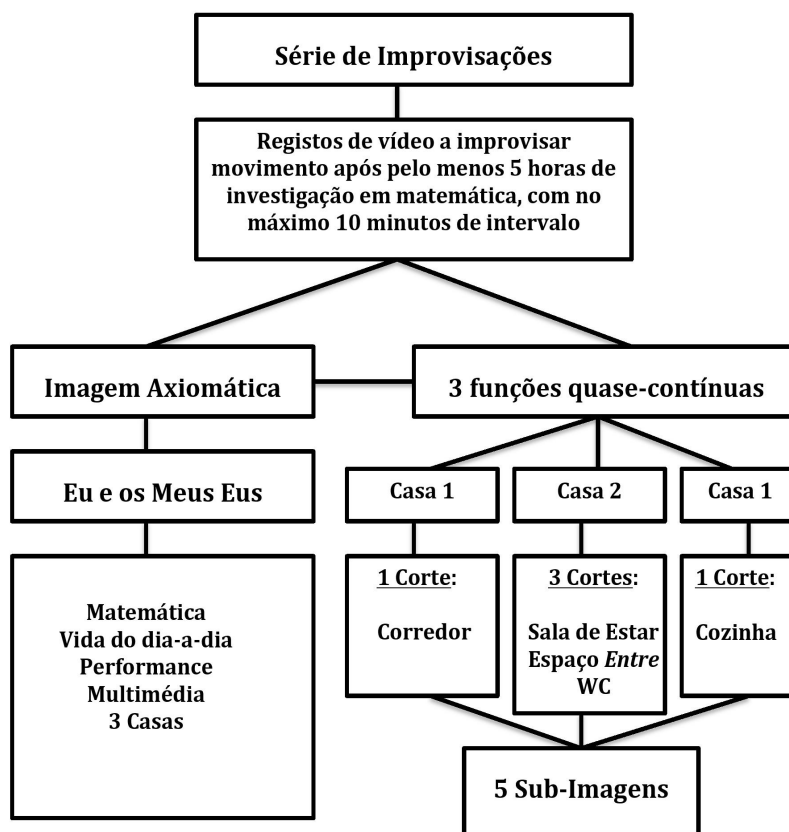 Série de Improvisações
Registos de vídeo a improvisar
movimento após pelo menos 5 horas de
investigação em matemática, com no
máximo 10 minutos de intervalo
Imagem Axiomática
3 funções quase-contínuas
Eu e os Meus Eus
Casa 1
Casa 2
Casa 1
Matemática
Vida do dia-a-dia
Performance
Multimédia
3 Casas
1 Corte:
Corredor
3 Cortes:
Sala de Estar
Espaço Entre
WC
1 Corte:
Cozinha
5 Sub-Imagens